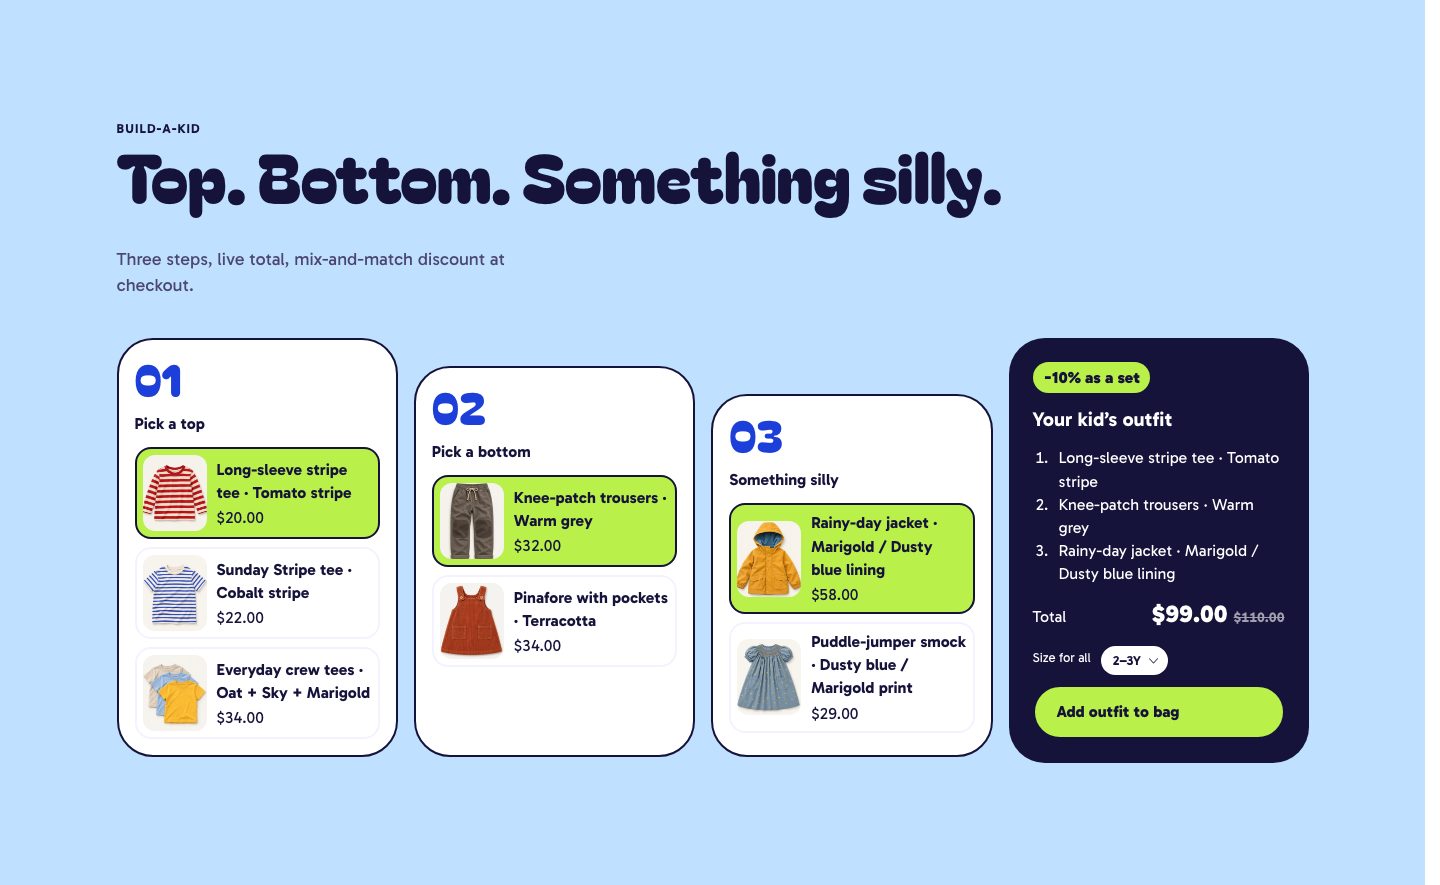 BUILD-A-KID
Top. Bottom. Something silly.
Three steps, live total, mix-and-match discount at
checkout.
01
Pick a top
Long-sleeve stripe
tee · Tomato stripe
$20.00
Sunday Stripe tee ·
Cobalt stripe
$22.00
Everyday crew tees ·
Oat + Sky + Marigold
$34.00
02
Pick a bottom
Knee-patch trousers ·
Warm grey
$32.00
Pinafore with pockets
· Terracotta
$34.00
03
Something silly
Rainy-day jacket ·
Marigold / Dusty
blue lining
$58.00
Puddle-jumper smock
· Dusty blue /
Marigold print
$29.00
-10% as a set
Your kid’s outfit
1. Long-sleeve stripe tee · Tomato
stripe
2. Knee-patch trousers · Warm
grey
3. Rainy-day jacket · Marigold /
Dusty blue lining
Total $99.00 $110.00
Size for all 2–3Y
Add outfit to bag